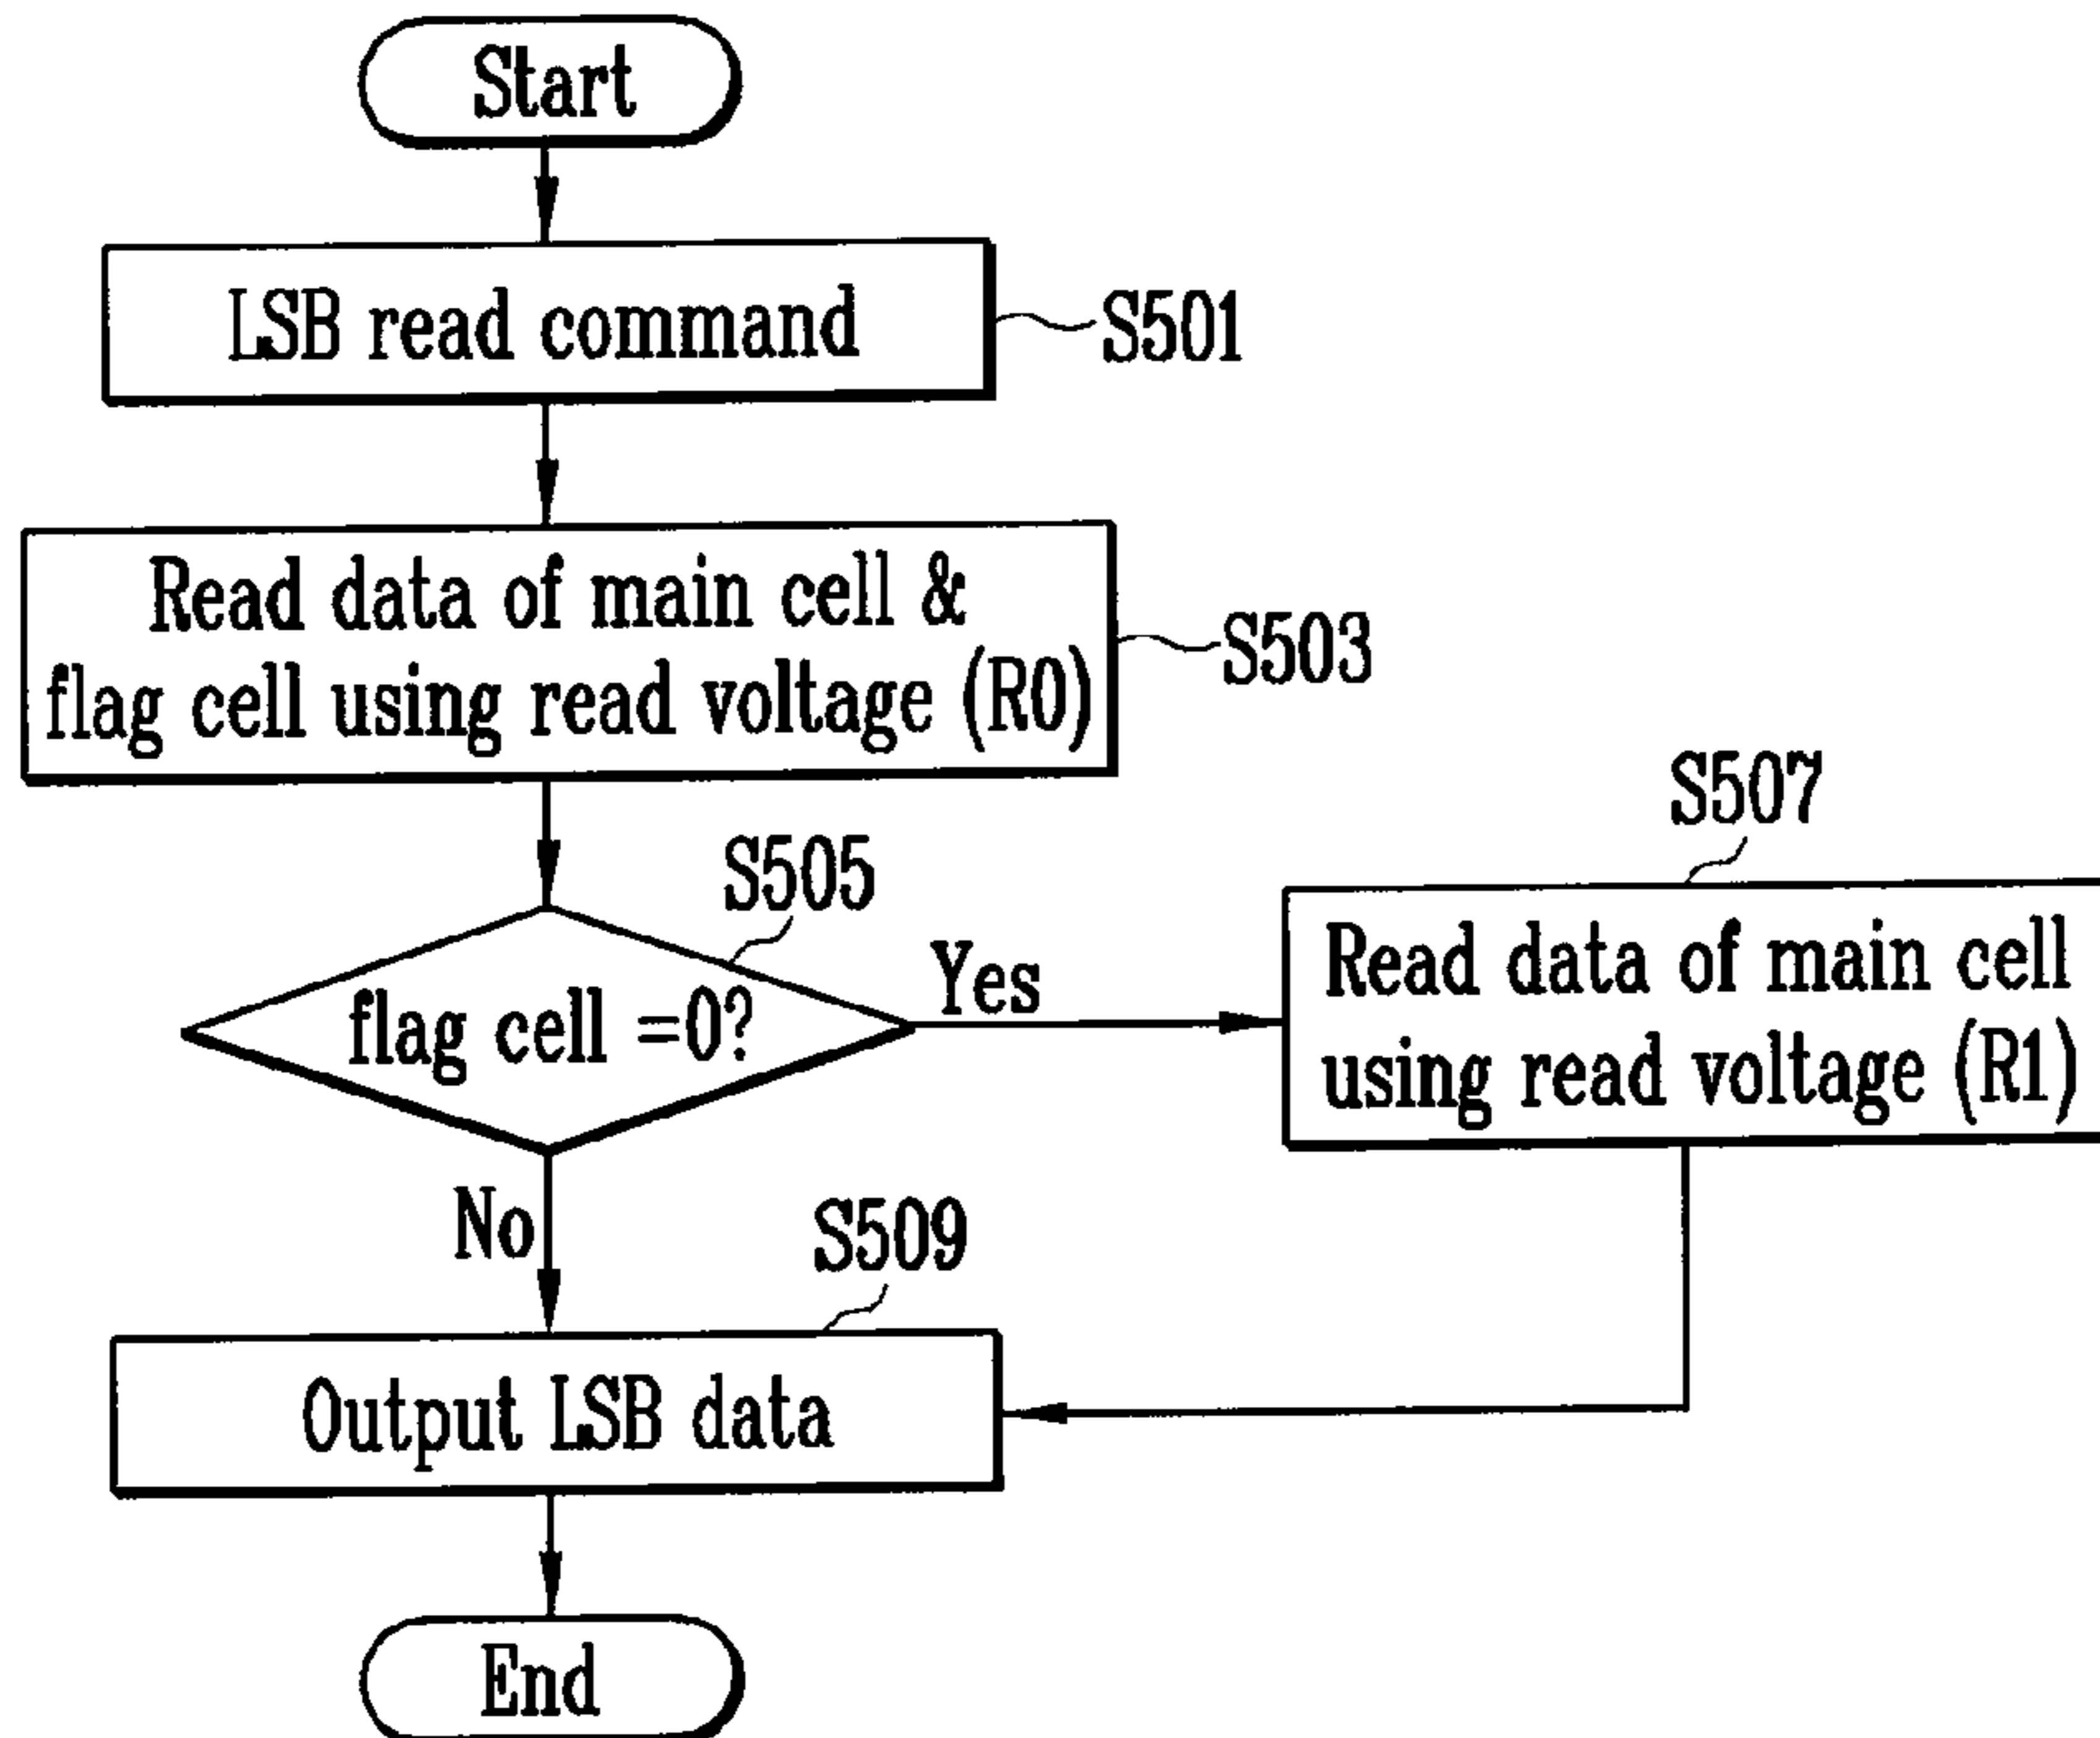 Start
LSB read command
S501
Read data of main cell &
flag cell using read voltage (R0)
S503
S505
flag cell =0?
Yes
S507
Read data of main cell
using read voltage (R1)
No
S509
Output LSB data
End